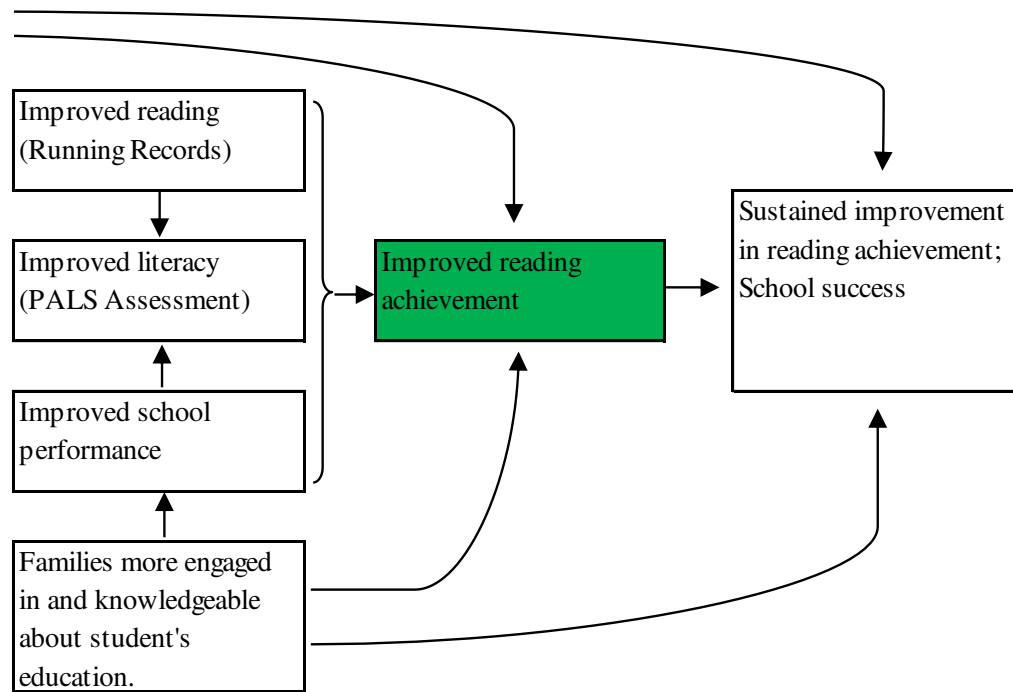 Improved reading
(Running Records)
Improved literacy
(PALS Assessment)
Improved school
performance
Families more engaged
in and knowledgeable
about student's
education.
Improved reading
achievement
Sustained improvement
in reading achievement;
School success